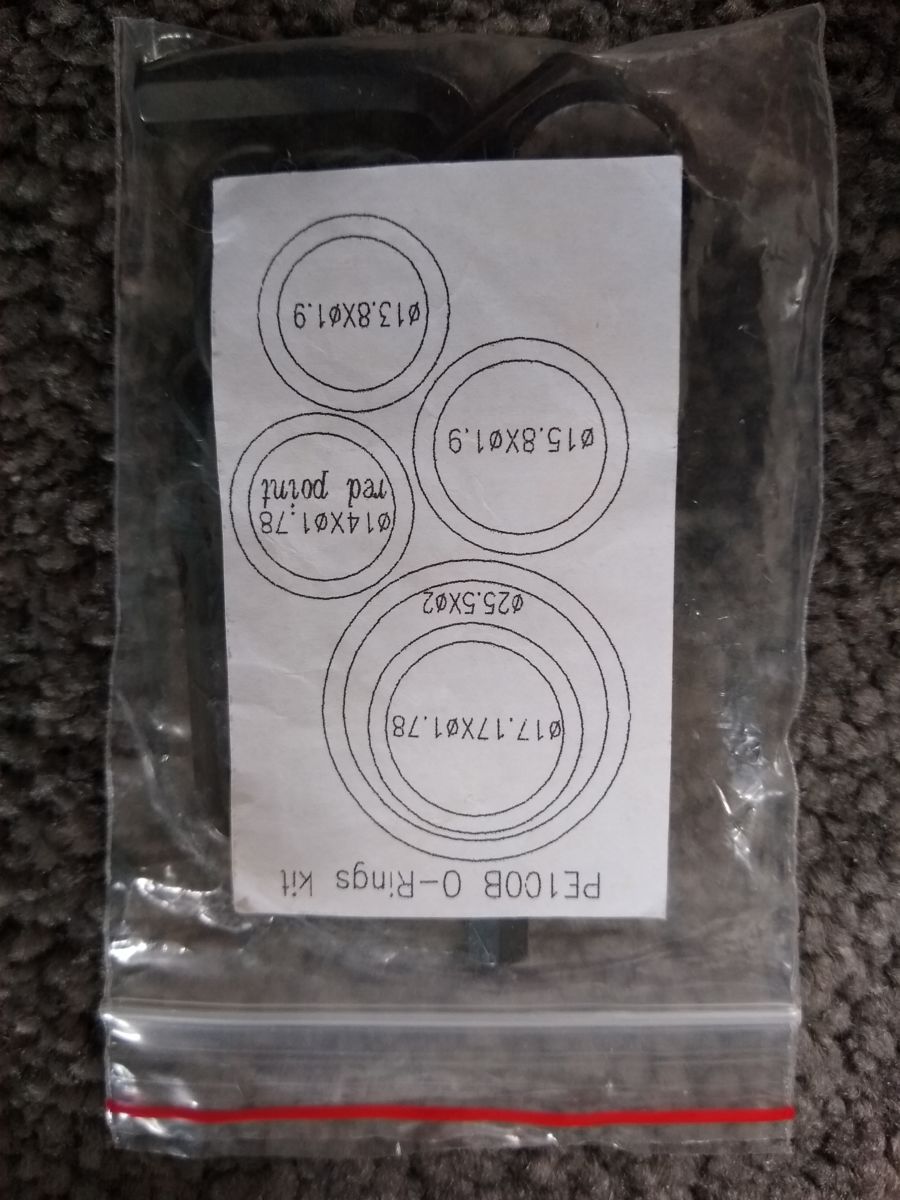 PE100B O-Rings kit
ø17.17Xø1.78
ø25.5Xø2
ø14Xø1.78
red point
ø15.8Xø1.9
ø13.8Xø1.9